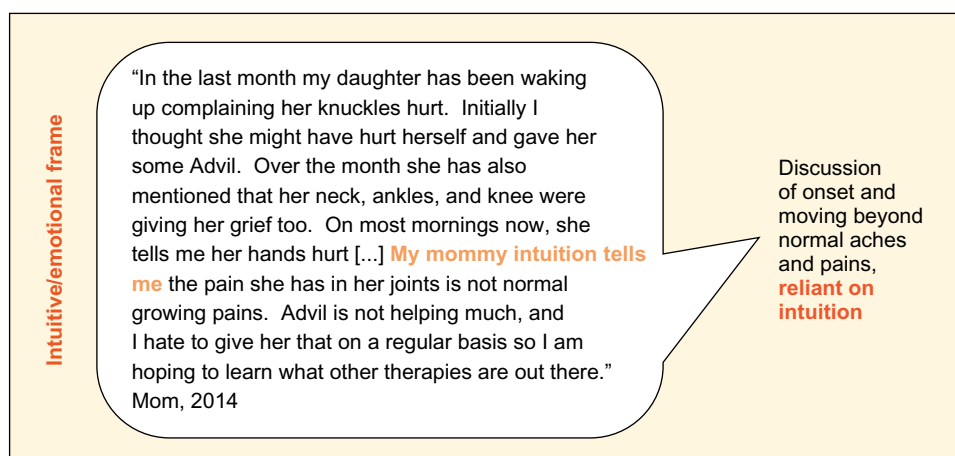 Intuitive/emotional frame
“In the last month my daughter has been waking
up complaining her knuckles hurt.  Initially I
thought she might have hurt herself and gave her
some Advil.  Over the month she has also
mentioned that her neck, ankles, and knee were
giving her grief too.  On most mornings now, she
tells me her hands hurt [...] My mommy intuition tells
me the pain she has in her joints is not normal
growing pains.  Advil is not helping much, and
I hate to give her that on a regular basis so I am
hoping to learn what other therapies are out there.”
Mom, 2014
Discussion
of onset and
moving beyond
normal aches
and pains,
reliant on
intuition